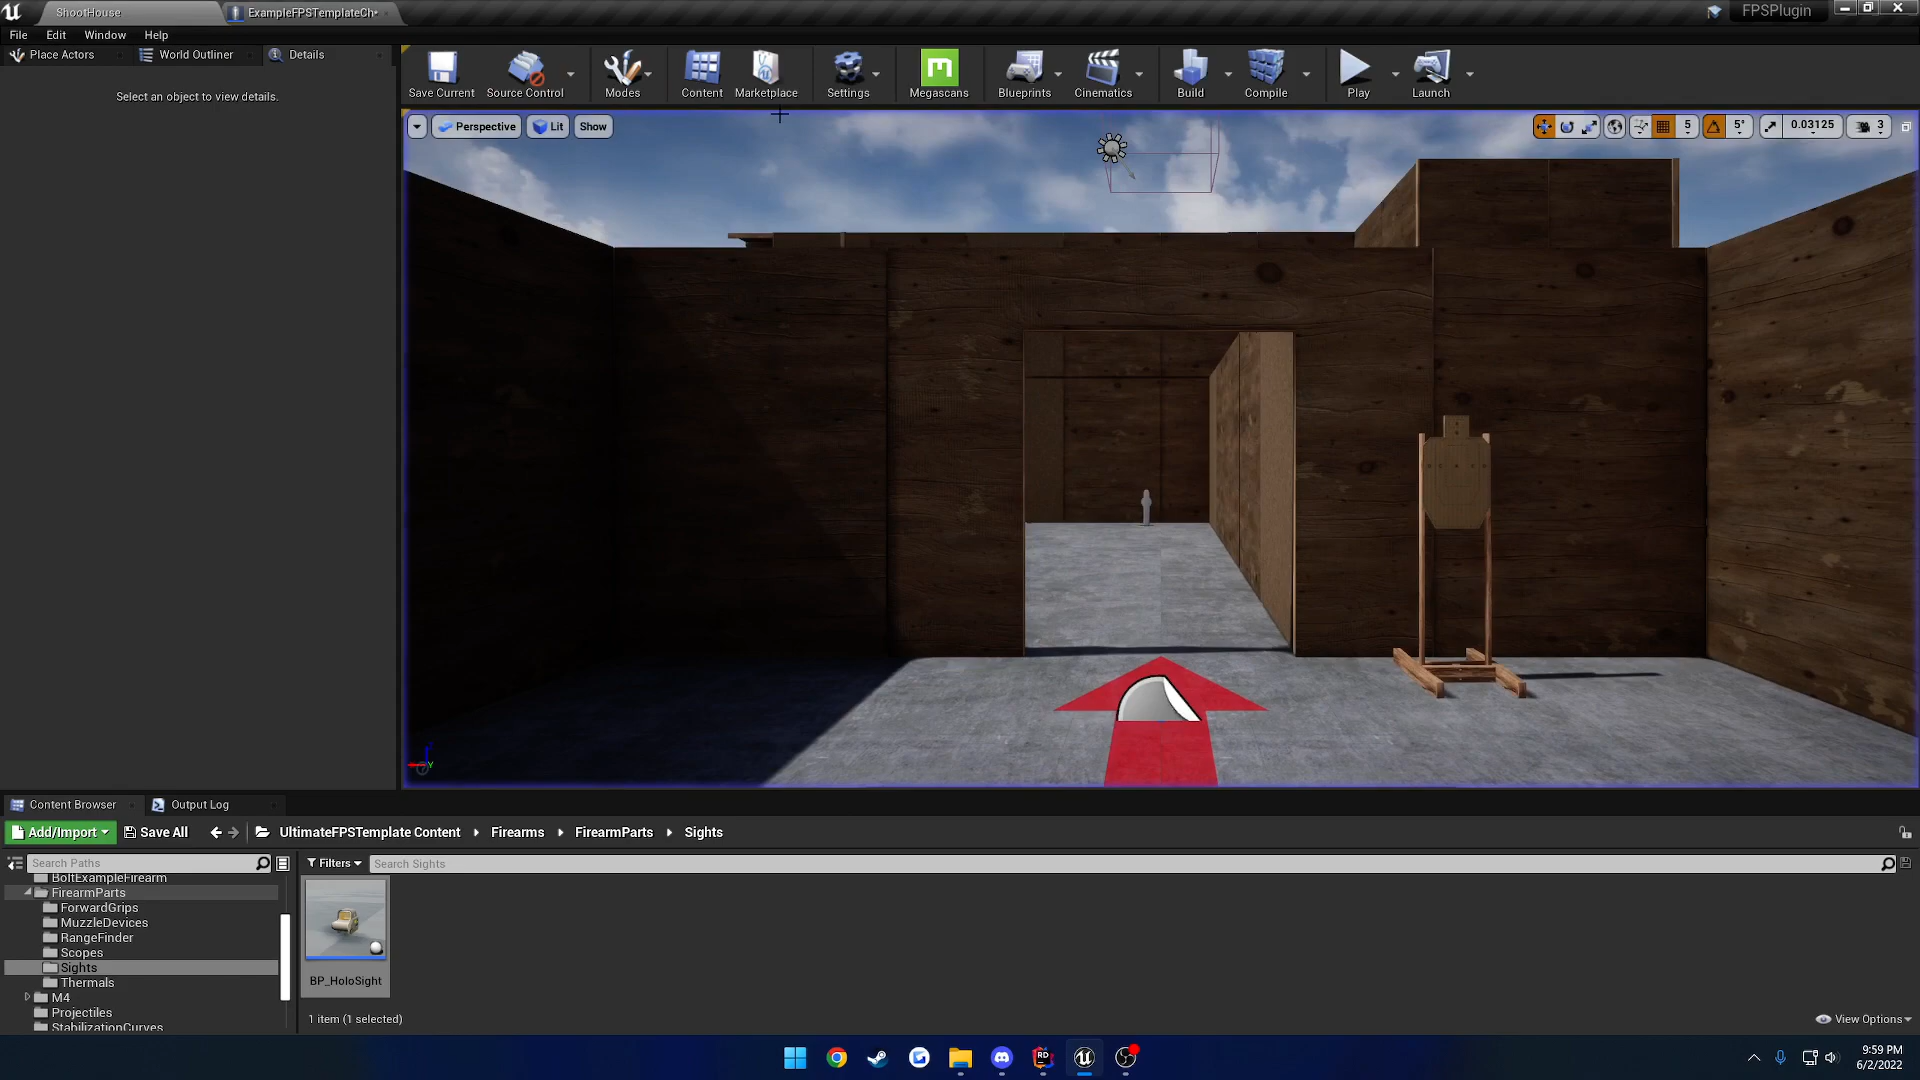 ShootHouse
ExampleFPSTemplateCh•
FPSPlugin
File Edit Window Help
Place Actors
World Outliner
Details
Select an object to view details.
Save Current
Source Control
Modes
Content
Marketplace
Settings
Megascans
Blueprints
Cinematics
Build
Compile
Play
Launch
Perspective
Lit
Show
5
5°
0.03125
3
Content Browser
Output Log
Add/Import
Save All
UltimateFPSTemplate Content
Firearms
FirearmParts
Sights
Search Paths
Filters
Search Sights
BoltExampleFirearm
FirearmParts
ForwardGrips
MuzzleDevices
RangeFinder
Scopes
Sights
Thermals
M4
Projectiles
StabilizationCurves
BP_HoloSight
1 item (1 selected)
View Options
RD
9:59 PM
6/2/2022